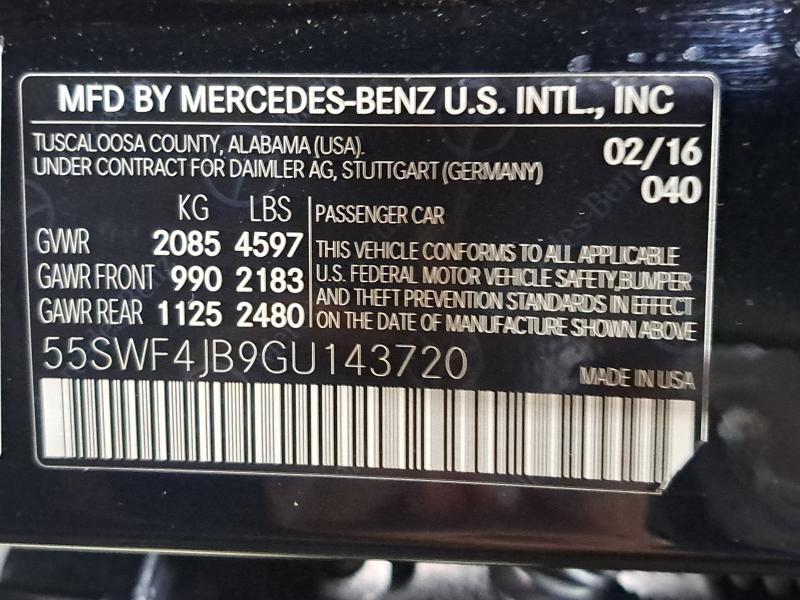 MFD BY MERCEDES-BENZ U.S. INTL., INC
TUSCALOOSA COUNTY, ALABAMA (USA).
UNDER CONTRACT FOR DAIMLER AG, STUTTGART (GERMANY)
02/16
040
KG LBS
GVWR 2085 4597
GAWR FRONT 990 2183
GAWR REAR 1125 2480
PASSENGER CAR
THIS VEHICLE CONFORMS TO ALL APPLICABLE
U.S. FEDERAL MOTOR VEHICLE SAFETY,BUMPER
AND THEFT PREVENTION STANDARDS IN EFFECT
ON THE DATE OF MANUFACTURE SHOWN ABOVE
55SWF4JB9GU143720
MADE IN USA